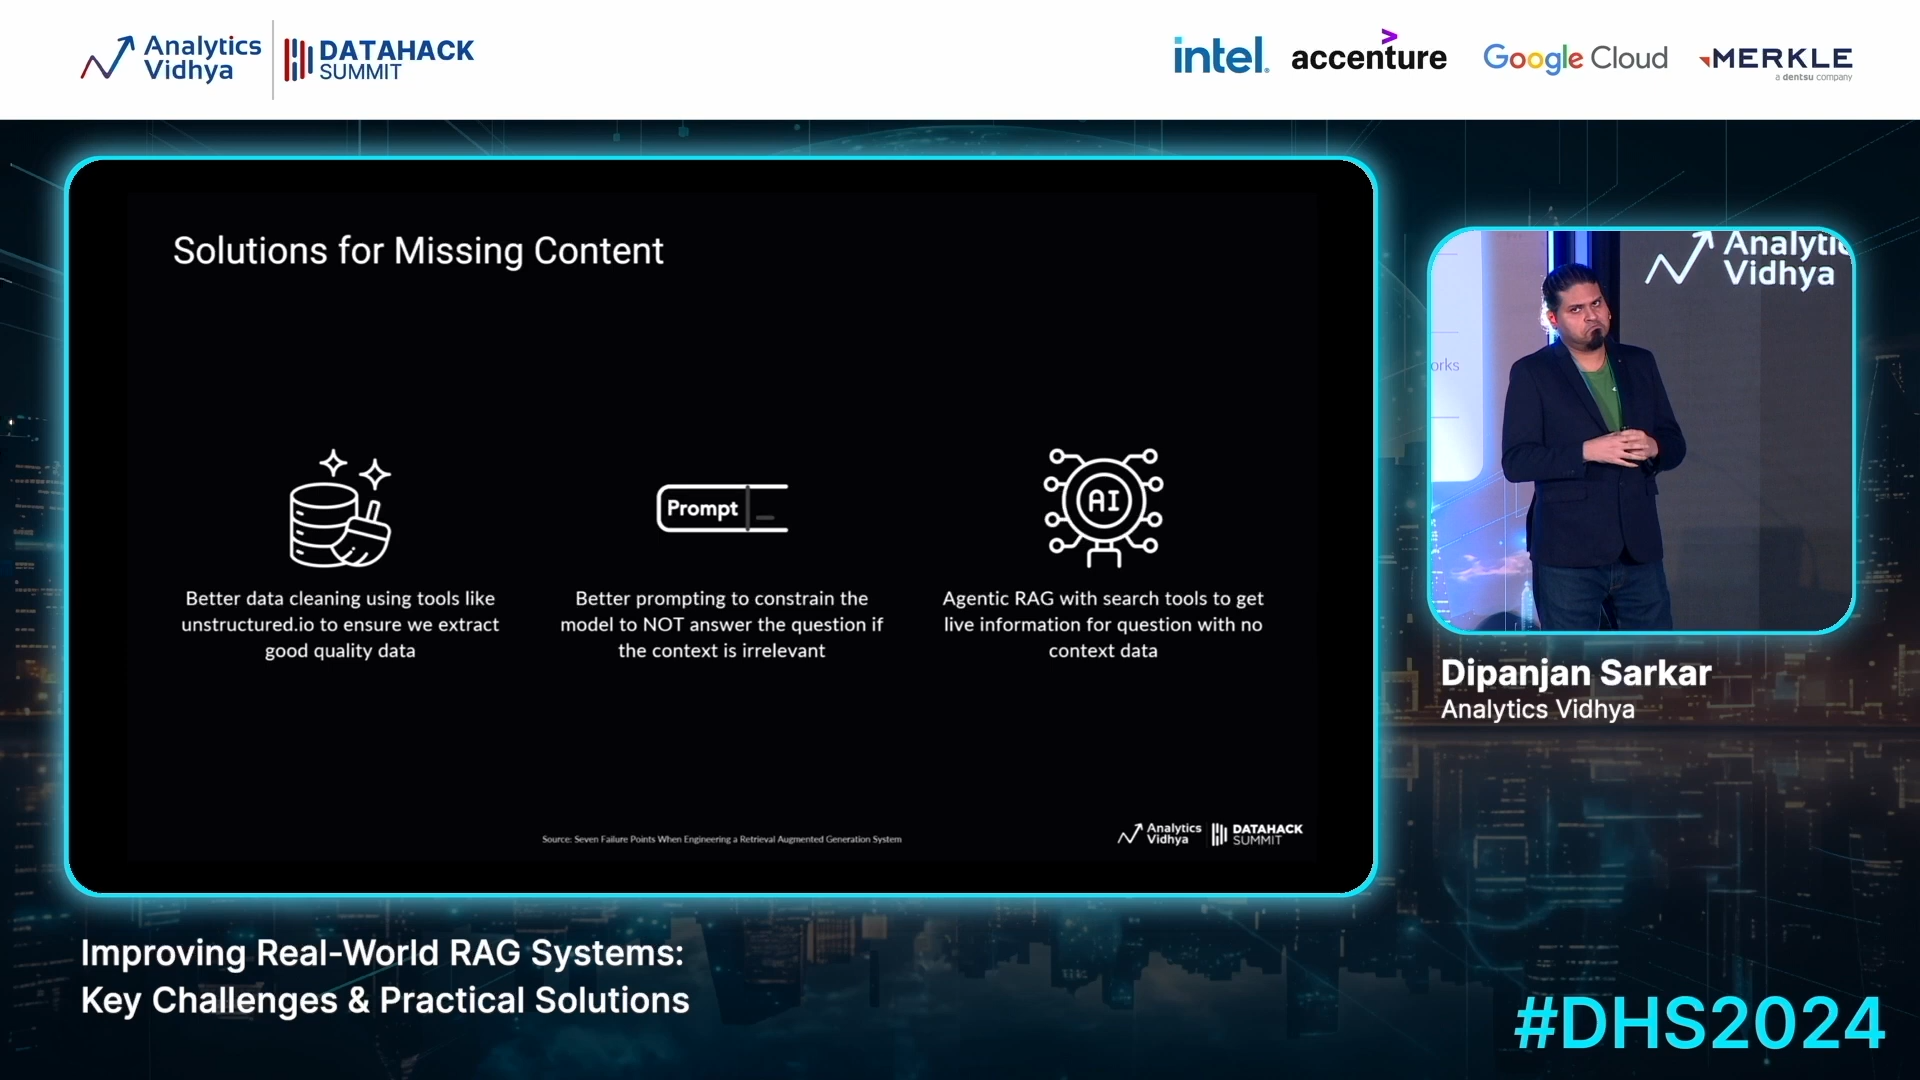 Analytics
Vidhya
DATAHACK
SUMMIT
intel.
accenture
Google Cloud
MERKLE
a dentsu company
Solutions for Missing Content
Prompt
AI
Better data cleaning using tools like
unstructured.io to ensure we extract
good quality data
Better prompting to constrain the
model to NOT answer the question if
the context is irrelevant
Agentic RAG with search tools to get
live information for question with no
context data
Source: Seven Failure Points When Engineering a Retrieval Augmented Generation System
Analytics
Vidhya
DATAHACK
SUMMIT
Analytic
Vidhya
orks
Dipanjan Sarkar
Analytics Vidhya
Improving Real-World RAG Systems:
Key Challenges & Practical Solutions
#DHS2024